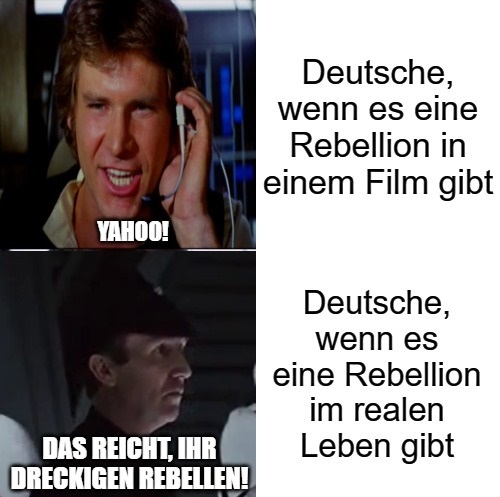 Deutsche,
wenn es eine
Rebellion in
einem Film gibt
YAHOO!
Deutsche,
wenn es
eine Rebellion
im realen
Leben gibt
DAS REICHT, IHR
DRECKIGEN REBELLEN!